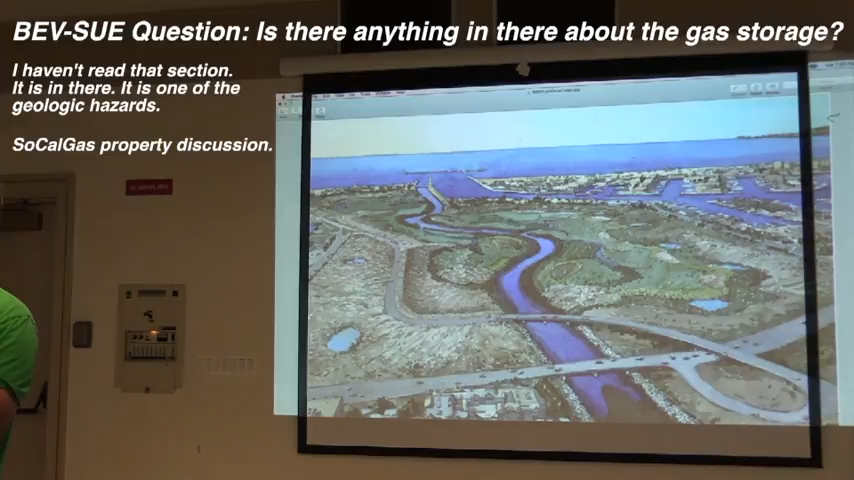 BEV-SUE Question: Is there anything in there about the gas storage?
I haven't read that section.
It is in there. It is one of the
geologic hazards.
SoCalGas property discussion.